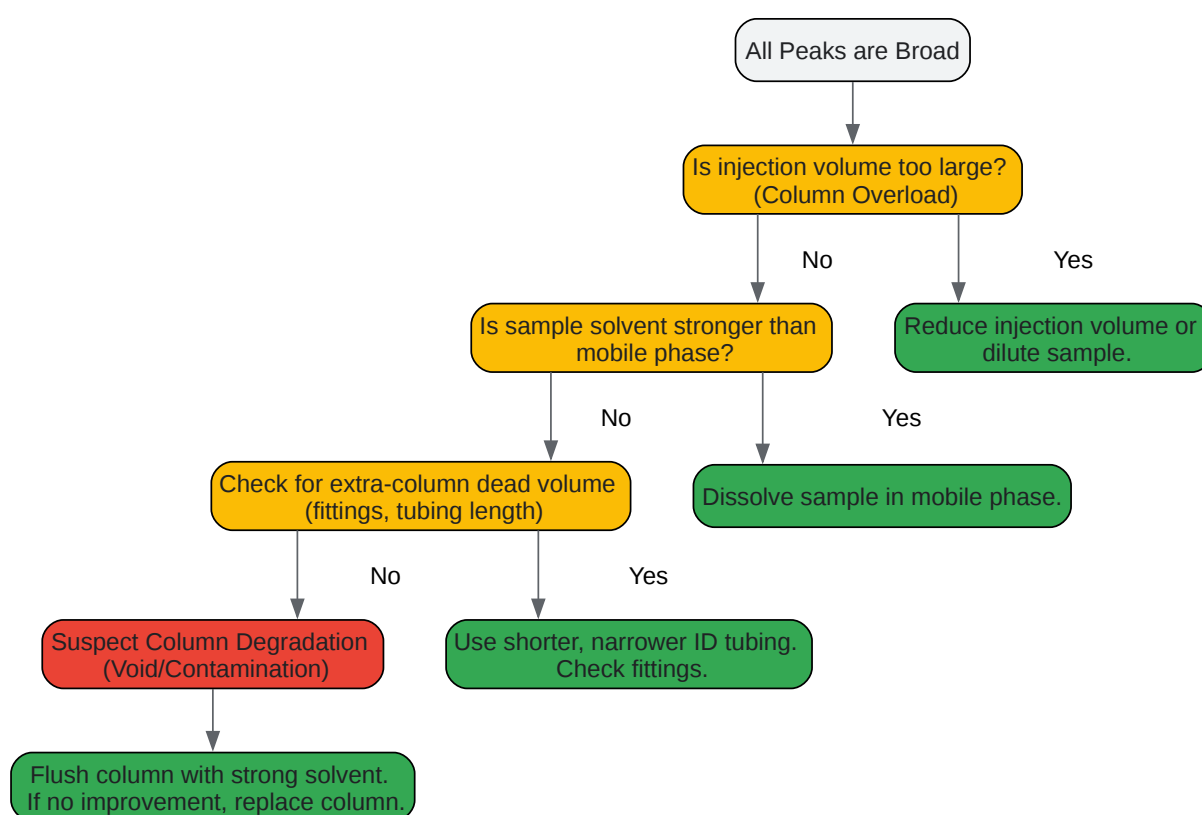 All Peaks are Broad
Is injection volume too large?
(Column Overload)
No
Yes
Is sample solvent stronger than
mobile phase?
Reduce injection volume or
dilute sample.
No
Yes
Check for extra-column dead volume
(fittings, tubing length)
Dissolve sample in mobile phase.
No
Yes
Suspect Column Degradation
(Void/Contamination)
Use shorter, narrower ID tubing.
Check fittings.
Flush column with strong solvent.
If no improvement, replace column.